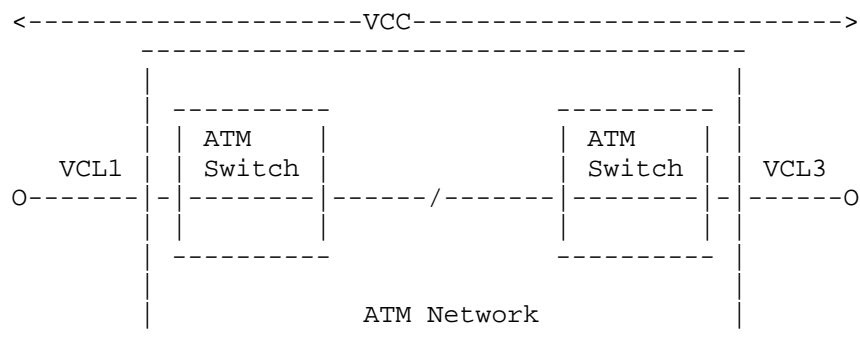 VCC
ATM ATM
VCL1 Switch Switch VCL3
O O
ATM Network